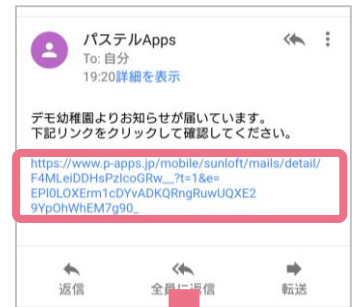 パステルApps
To: 自分
19:20詳細を表示
デモ幼稚園よりお知らせが届いています。
下記リンクをクリックして確認してください。
https://www.p-apps.jp/mobile/sunloft/mails/detail/
F4MLeiDDHsPzIcoGRw__?t=1&e=
EPI0LOXErm1cDYvADKQRngRuwUQXE2
9YpOhWhEM7g90_
返信
全員に返信
転送